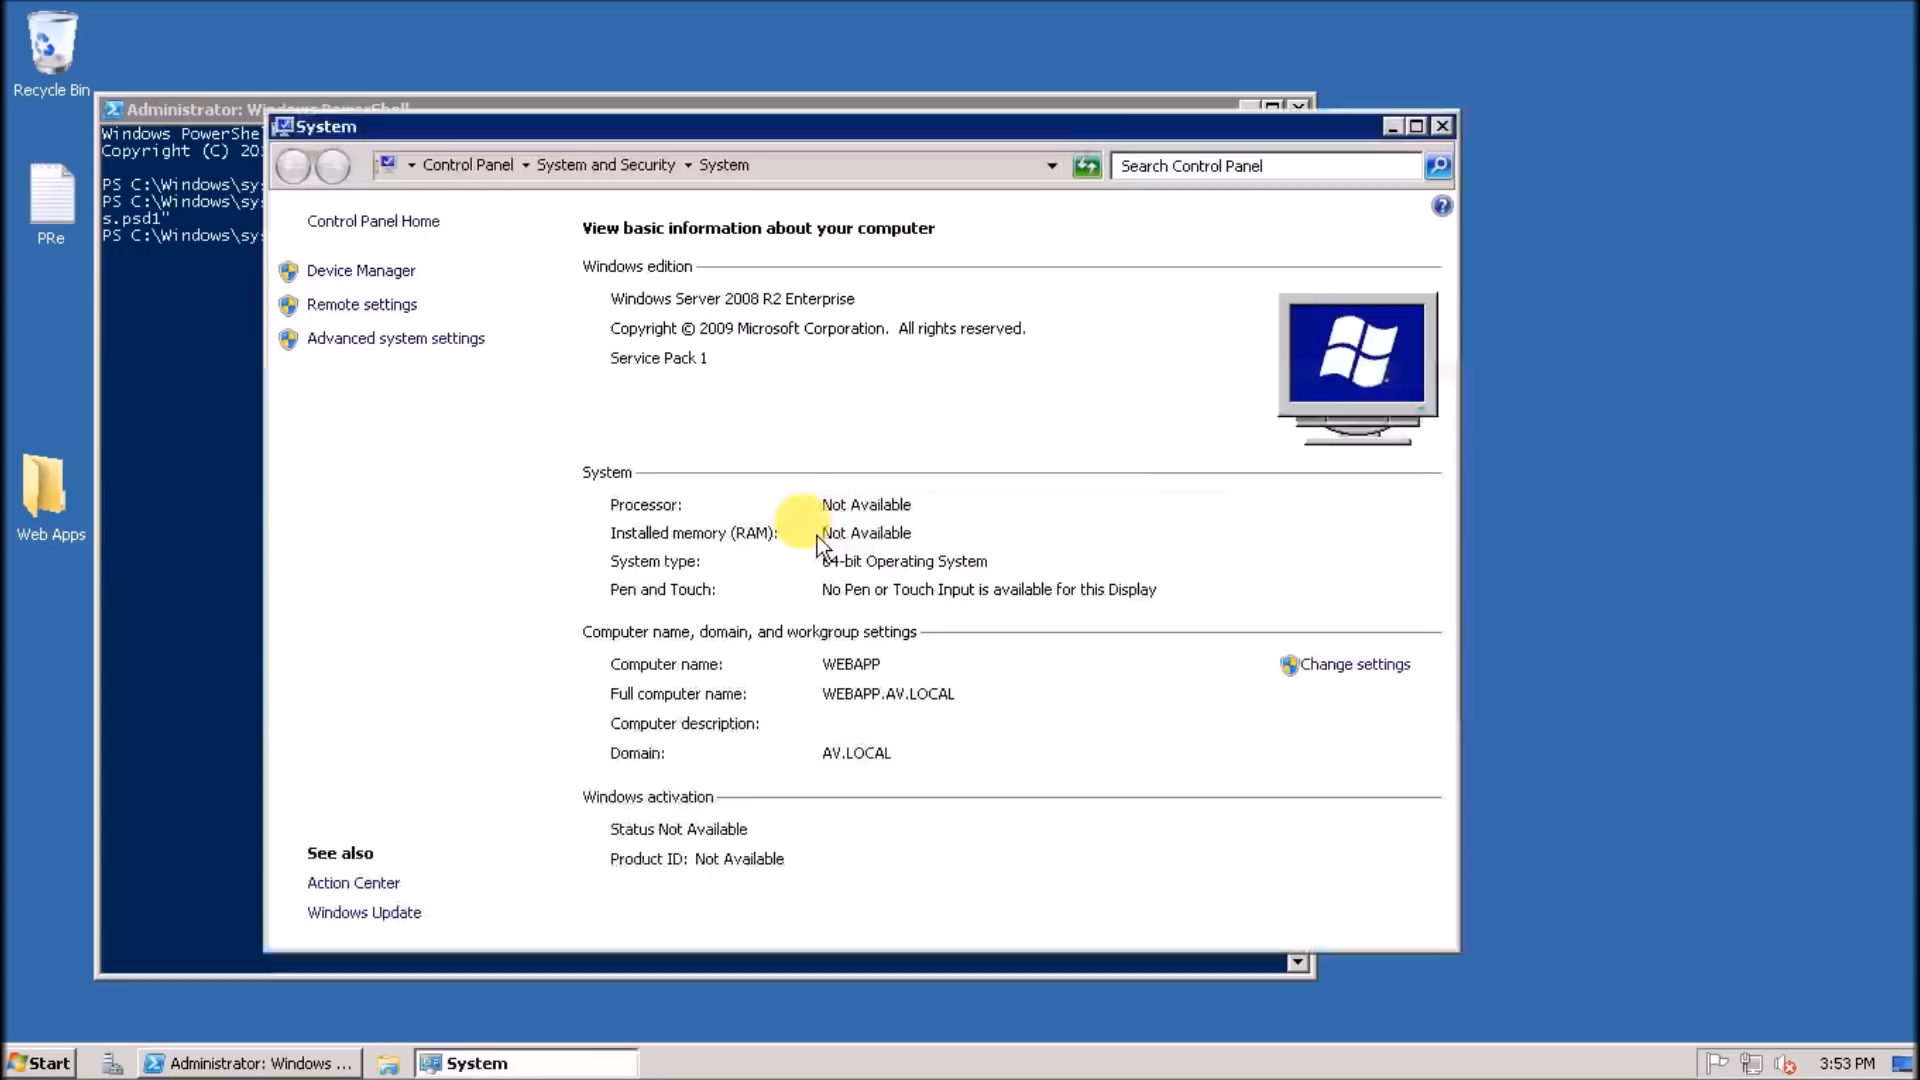 Recycle Bin
PRe
Web Apps
Administrator: Windows PowerShell
Windows PowerShe
Copyright (C) 20
PS C:\Windows\sy
PS C:\Windows\sy
s.psd1"
PS C:\Windows\sy
System
Control Panel
System and Security
System
Search Control Panel
Control Panel Home
Device Manager
Remote settings
Advanced system settings
View basic information about your computer
Windows edition
Windows Server 2008 R2 Enterprise
Copyright © 2009 Microsoft Corporation. All rights reserved.
Service Pack 1
System
Processor: Not Available
Installed memory (RAM): Not Available
System type: 64-bit Operating System
Pen and Touch: No Pen or Touch Input is available for this Display
Computer name, domain, and workgroup settings
Computer name: WEBAPP
Change settings
Full computer name: WEBAPP.AV.LOCAL
Computer description:
Domain: AV.LOCAL
Windows activation
Status Not Available
Product ID: Not Available
See also
Action Center
Windows Update
Start
Administrator: Windows ...
System
3:53 PM